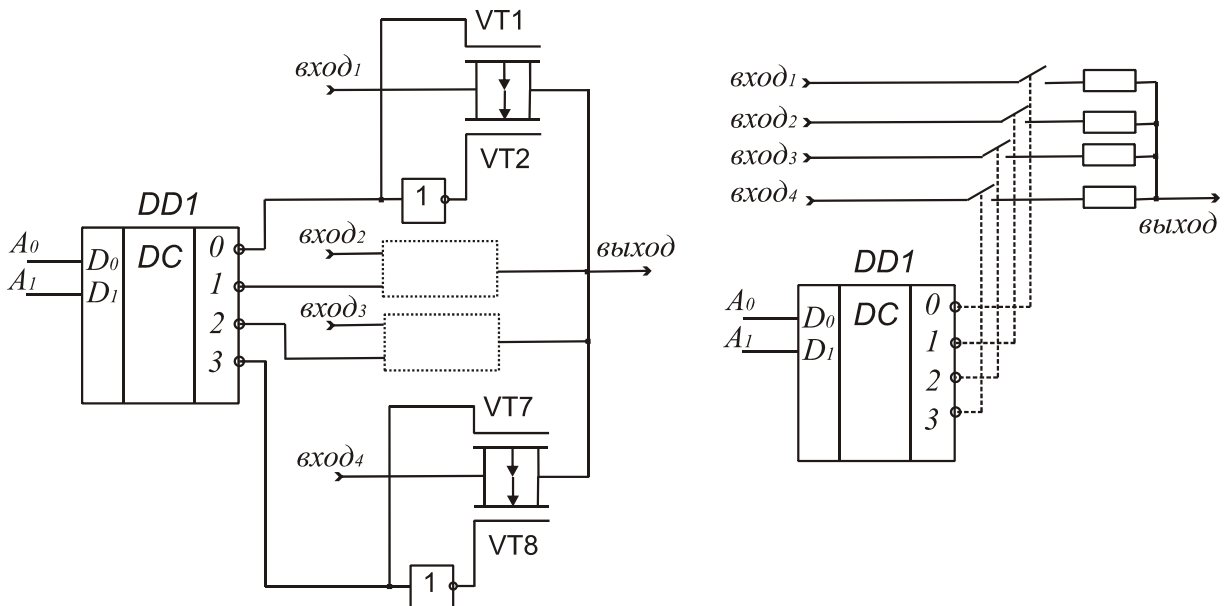 VT1
вход1
VT2
1
DD1
A0
A1
D0
D1
DC
0
1
2
3
вход2
вход3
выход
VT7
вход4
VT8
1
вход1
вход2
вход3
вход4
выход
DD1
A0
A1
D0
D1
DC
0
1
2
3